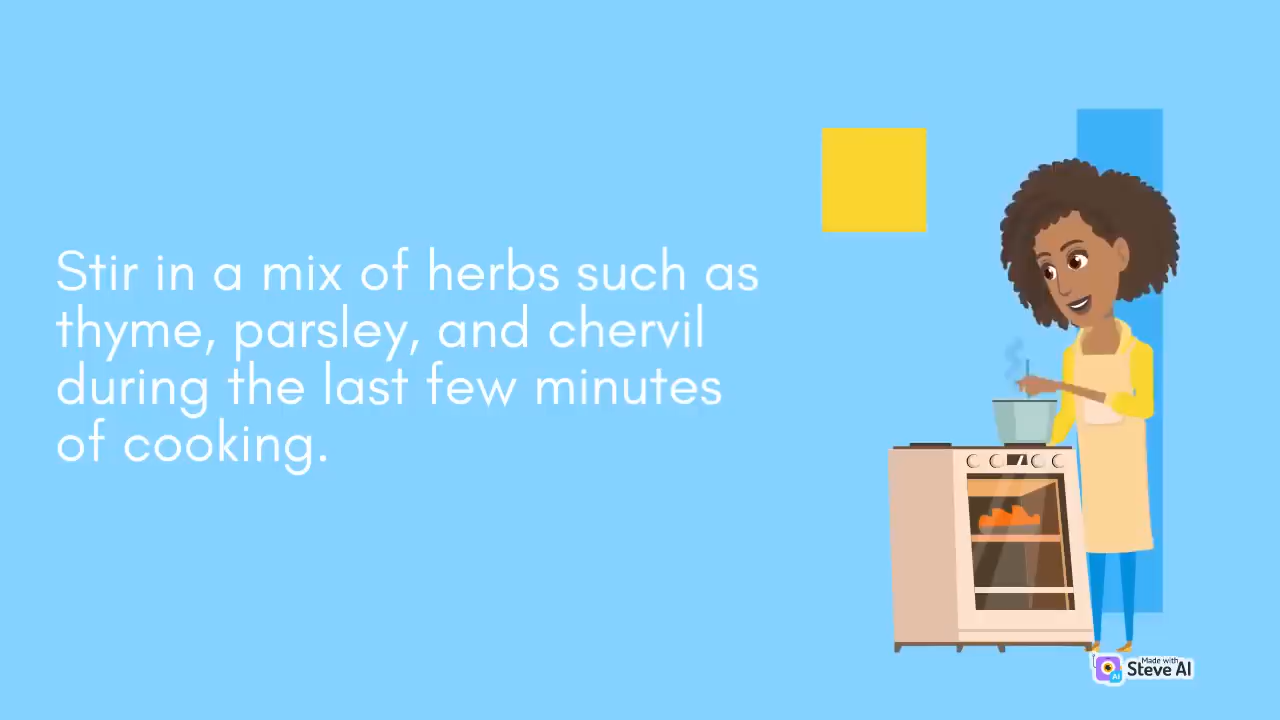 Stir in a mix of herbs such as
thyme, parsley, and chervil
during the last few minutes
of cooking.
Made with
Steve AI
AI